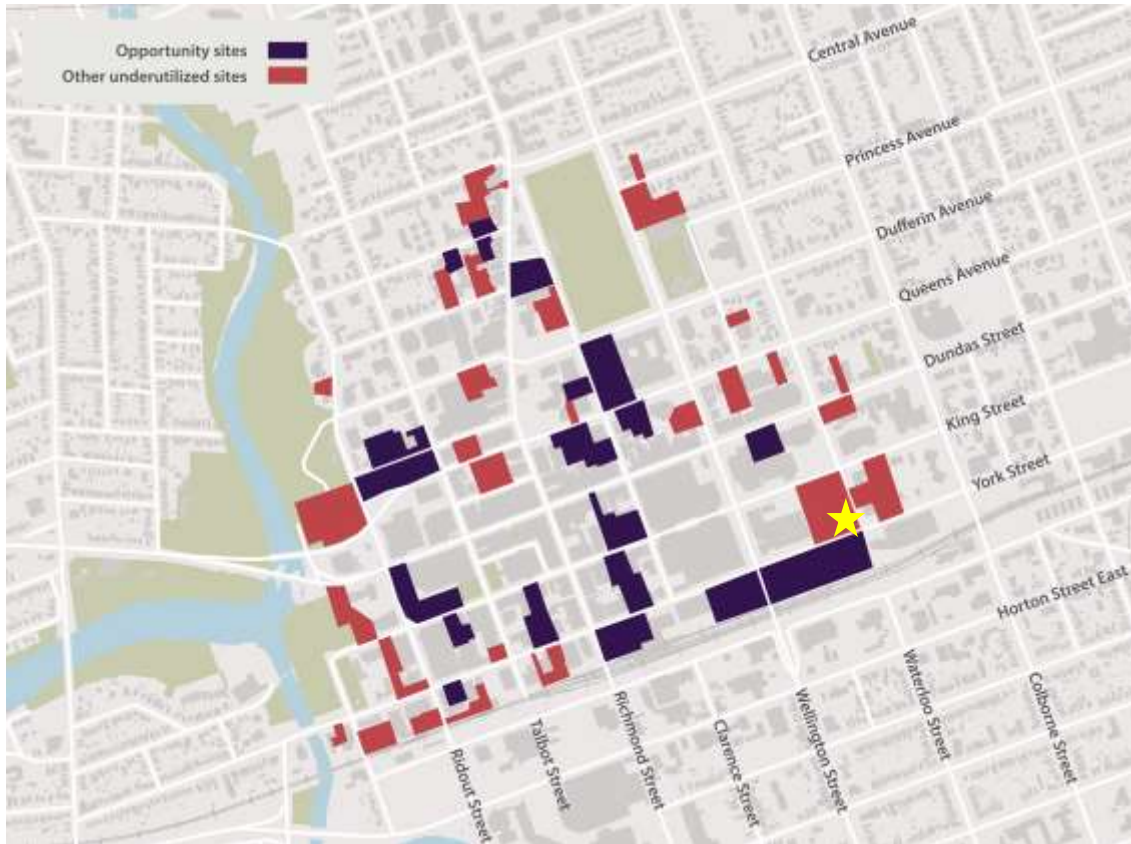 Opportunity sites
Other underutilized sites
Central Avenue
Princess Avenue
Dufferin Avenue
Queens Avenue
Dundas Street
King Street
York Street
Horton Street East
Ridout Street
Talbot Street
Richmond Street
Clarence Street
Wellington Street
Waterloo Street
Colborne Street